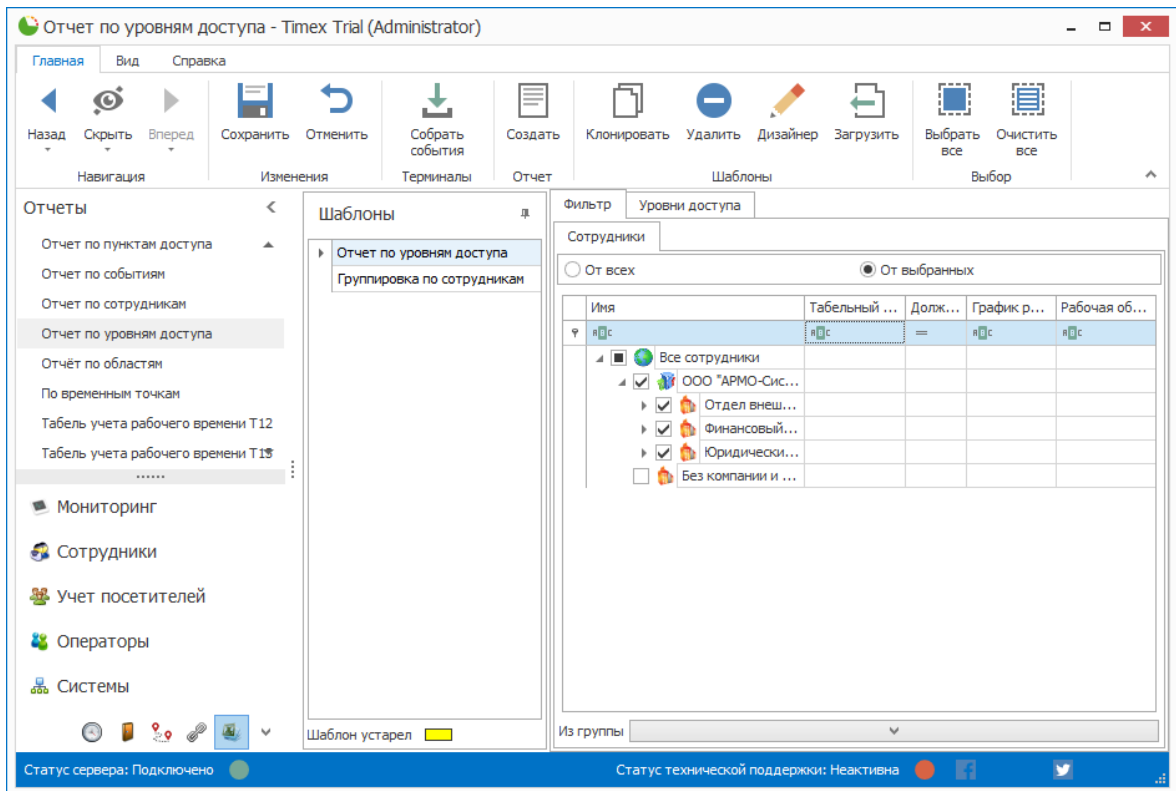 Отчет по уровням доступа - Timex Trial (Administrator)
Главная Вид Справка
Назад Скрыть Вперед Сохранить Отменить Собрать события Создать Клонировать Удалить Дизайнер Загрузить Выбрать все Очистить все
Навигация Изменения Терминалы Отчет Шаблоны Выбор
Отчеты
Отчет по пунктам доступа
Отчет по событиям
Отчет по сотрудникам
Отчет по уровням доступа
Отчёт по областям
По временным точкам
Табель учета рабочего времени Т12
Табель учета рабочего времени Т13
Мониторинг
Сотрудники
Учет посетителей
Операторы
Системы
Шаблоны
Отчет по уровням доступа
Группировка по сотрудникам
Шаблон устарел
Фильтр Уровни доступа
Сотрудники
От всех От выбранных
Имя Табельный ... Долж... График р... Рабочая об...
Все сотрудники
ООО "АРМО-Сис...
Отдел внеш...
Финансовый...
Юридически...
Без компании и ...
Из группы
Статус сервера: Подключено Статус технической поддержки: Неактивна